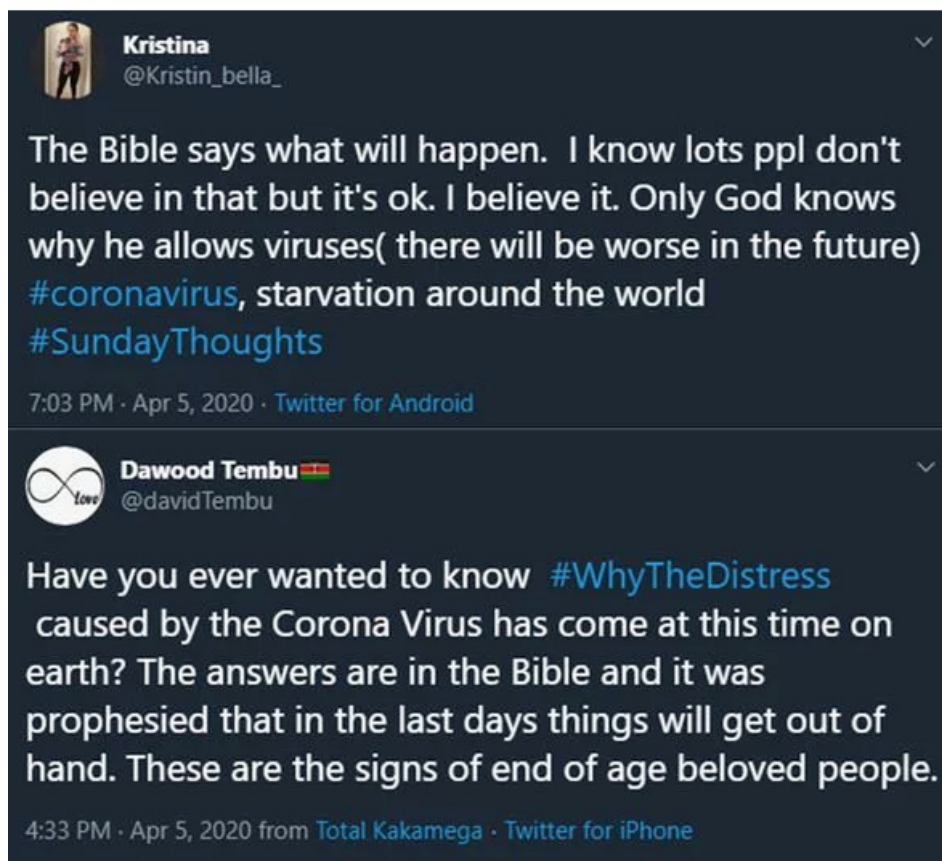 Kristina
@Kristin_bella_
The Bible says what will happen.  I know lots ppl don't
believe in that but it's ok. I believe it. Only God knows
why he allows viruses( there will be worse in the future)
#coronavirus, starvation around the world
#SundayThoughts
7:03 PM · Apr 5, 2020 · Twitter for Android
love
Dawood Tembu🇰🇪
@davidTembu
Have you ever wanted to know  #WhyTheDistress
caused by the Corona Virus has come at this time on
earth? The answers are in the Bible and it was
prophesied that in the last days things will get out of
hand. These are the signs of end of age beloved people.
4:33 PM · Apr 5, 2020 from Total Kakamega · Twitter for iPhone